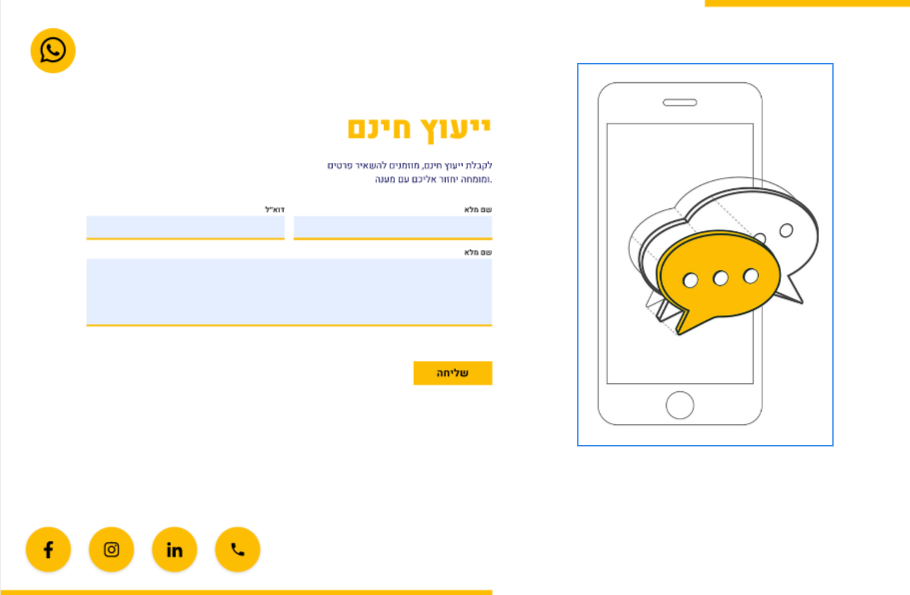 ייעוץ חינם
לקבלת ייעוץ חינם, מוזמנים להשאיר פרטים
.ומומחה יחזור אליכם עם מענה
שם מלא
דוא"ל
שם מלא
שליחה